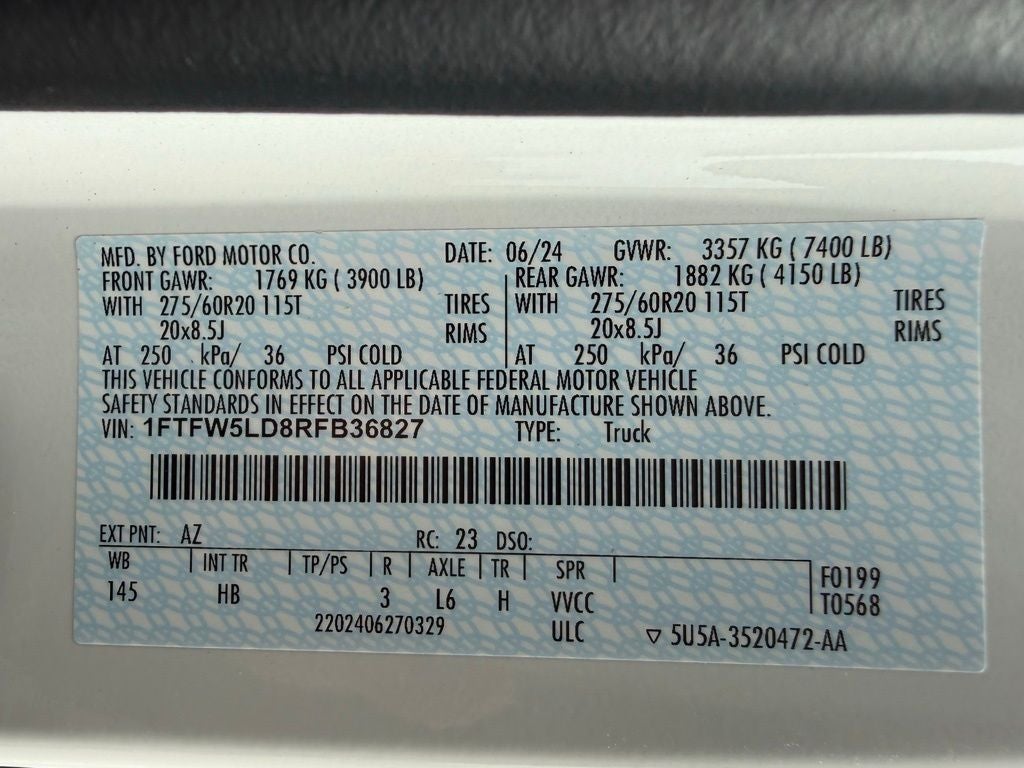 MFD. BY FORD MOTOR CO. DATE: 06/24 GVWR: 3357 KG ( 7400 LB)
FRONT GAWR: 1769 KG ( 3900 LB) REAR GAWR: 1882 KG ( 4150 LB)
WITH 275/60R20 115T TIRES WITH 275/60R20 115T TIRES
20x8.5J RIMS 20x8.5J RIMS
AT 250 kPa/ 36 PSI COLD AT 250 kPa/ 36 PSI COLD
THIS VEHICLE CONFORMS TO ALL APPLICABLE FEDERAL MOTOR VEHICLE
SAFETY STANDARDS IN EFFECT ON THE DATE OF MANUFACTURE SHOWN ABOVE.
VIN: 1FTFW5LD8RFB36827 TYPE: Truck
EXT PNT: AZ RC: 23 DSO:
WB INT TR TP/PS R AXLE TR SPR F0199
145 HB 3 L6 H VVCC T0568
2202406270329 ULC ▽ 5U5A-3520472-AA